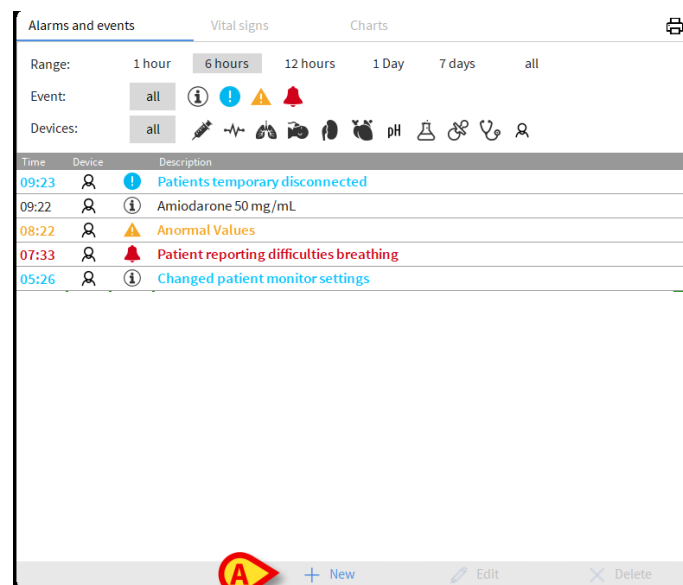 Alarms and events Vital signs Charts
Range: 1 hour 6 hours 12 hours 1 Day 7 days all
Event: all
Devices: all pH
Time Device Description
09:23 Patients temporary disconnected
09:22 Amiodarone 50 mg/mL
08:22 Anormal Values
07:33 Patient reporting difficulties breathing
05:26 Changed patient monitor settings
A + New Edit Delete